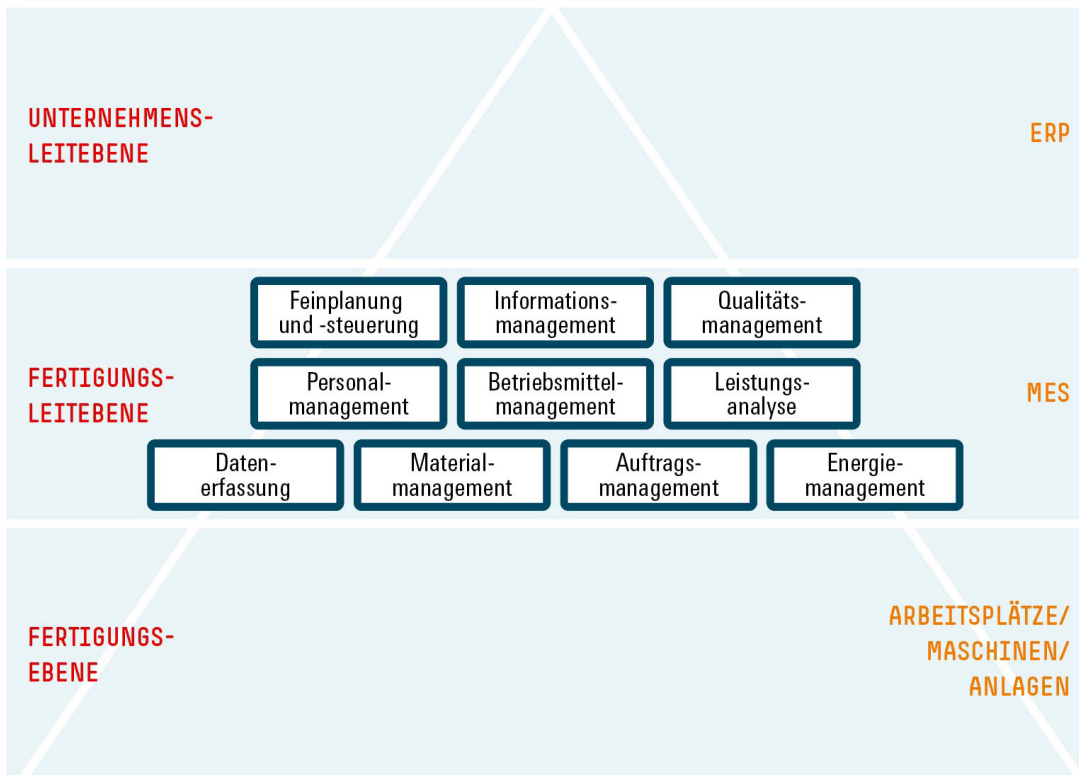 UNTERNEHMENS-
LEITEBENE
ERP
Feinplanung
und -steuerung
Informations-
management
Qualitäts-
management
FERTIGUNGS-
LEITEBENE
Personal-
management
Betriebsmittel-
management
Leistungs-
analyse
MES
Daten-
erfassung
Material-
management
Auftrags-
management
Energie-
management
FERTIGUNGS-
EBENE
ARBEITSPLÄTZE/
MASCHINEN/
ANLAGEN